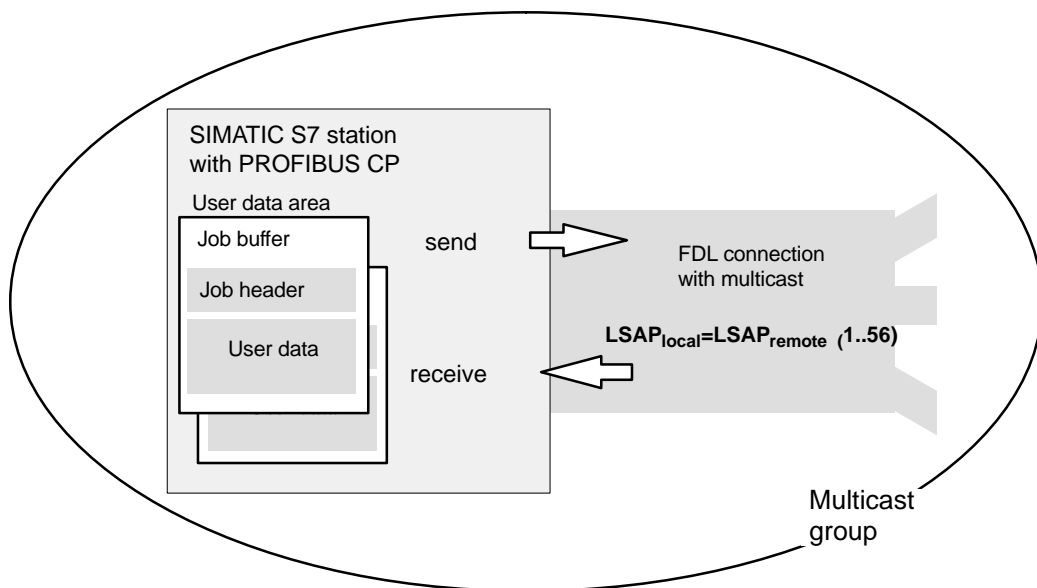 SIMATIC S7 station
with PROFIBUS CP
User data area
Job buffer
Job header
User data
send
receive
FDL connection
with multicast
LSAPlocal=LSAPremote (1..56)
Multicast
group